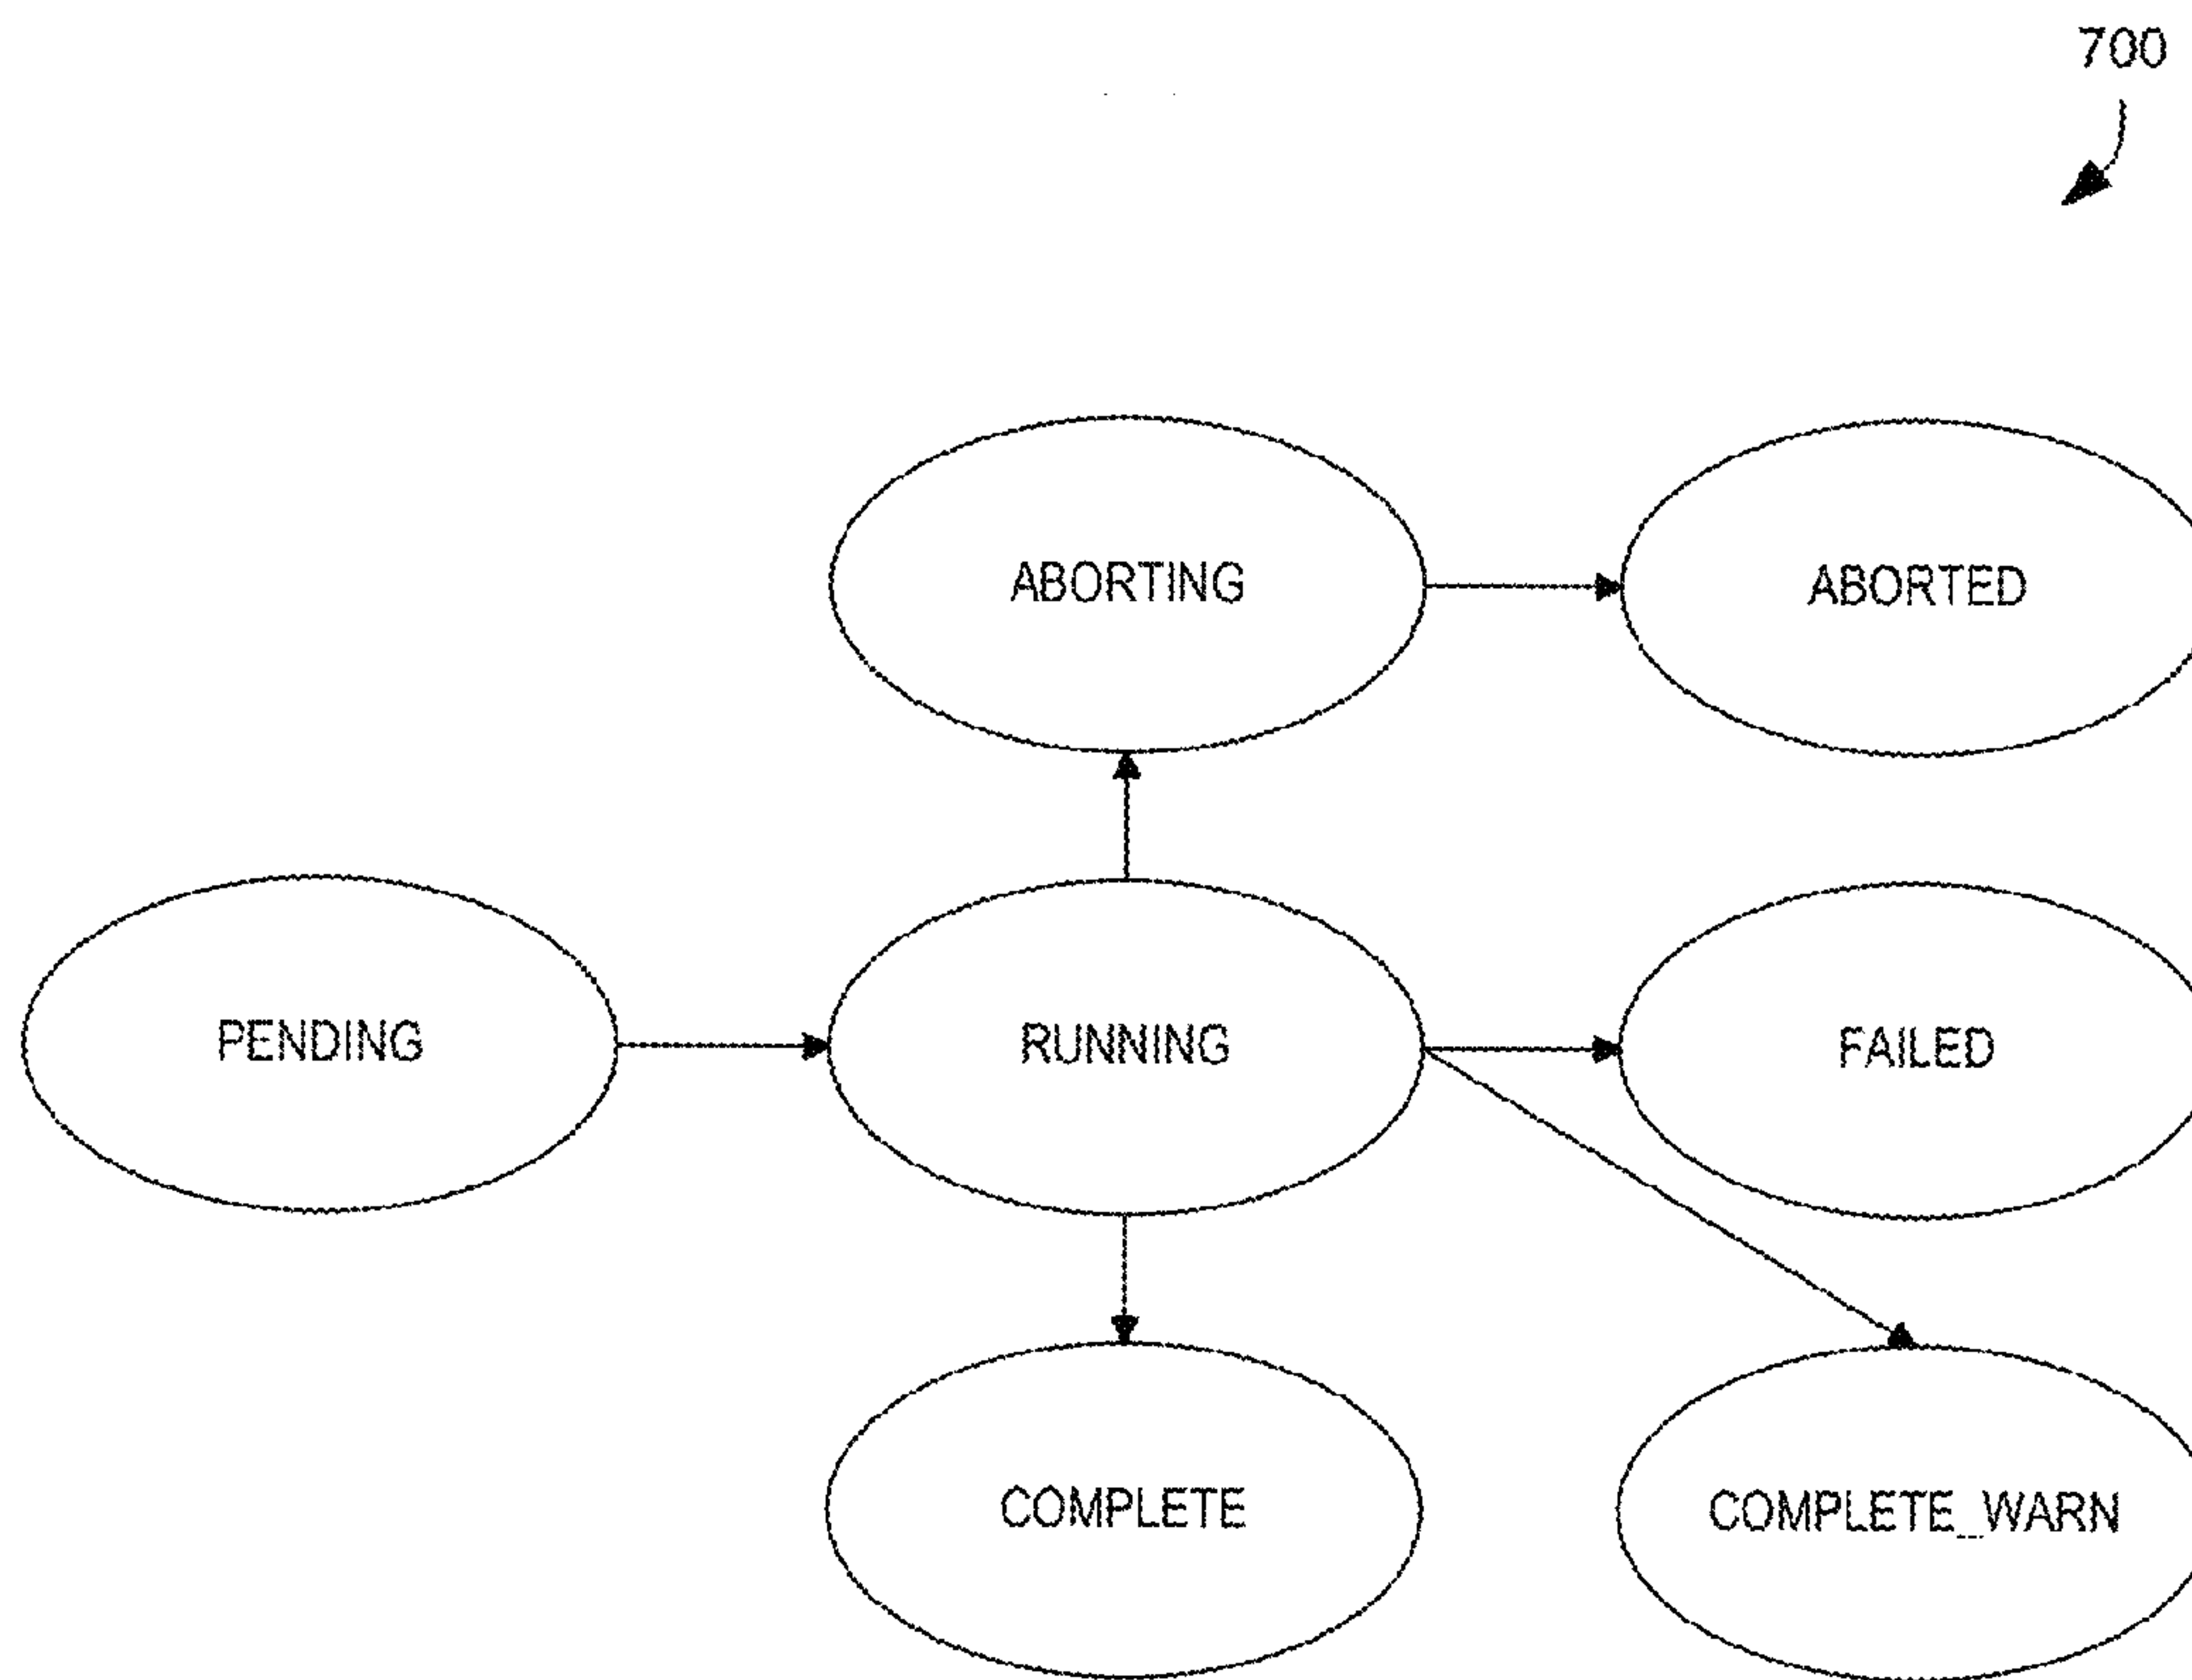 700
ABORTING
ABORTED
PENDING
RUNNING
FAILED
COMPLETE
COMPLETE_WARN